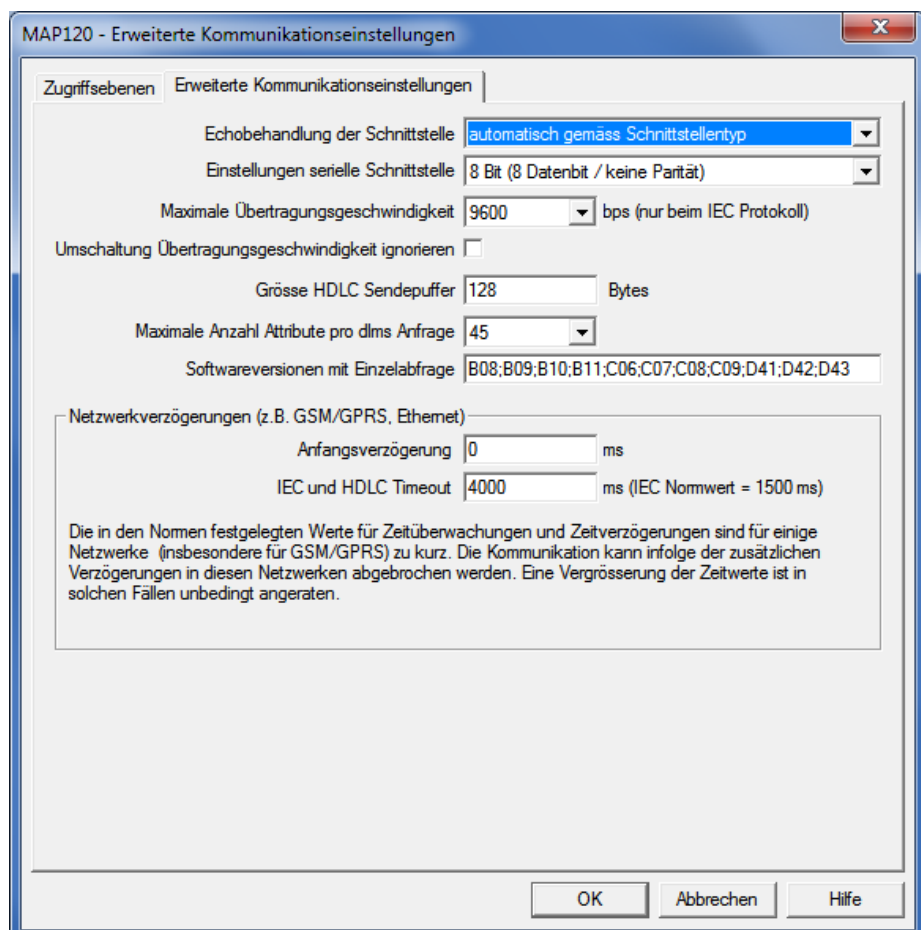 MAP120 - Erweiterte Kommunikationseinstellungen
Zugriffsebenen Erweiterte Kommunikationseinstellungen
Echobehandlung der Schnittstelle automatisch gemäss Schnittstellentyp
Einstellungen serielle Schnittstelle 8 Bit (8 Datenbit / keine Parität)
Maximale Übertragungsgeschwindigkeit 9600 bps (nur beim IEC Protokoll)
Umschaltung Übertragungsgeschwindigkeit ignorieren
Grösse HDLC Sendepuffer 128 Bytes
Maximale Anzahl Attribute pro dlms Anfrage 45
Softwareversionen mit Einzelabfrage B08;B09;B10;B11;C06;C07;C08;C09;D41;D42;D43
Netzwerkverzögerungen (z.B. GSM/GPRS, Ethernet)
Anfangsverzögerung 0 ms
IEC und HDLC Timeout 4000 ms (IEC Normwert = 1500 ms)
Die in den Normen festgelegten Werte für Zeitüberwachungen und Zeitverzögerungen sind für einige
Netzwerke (insbesondere für GSM/GPRS) zu kurz. Die Kommunikation kann infolge der zusätzlichen
Verzögerungen in diesen Netzwerken abgebrochen werden. Eine Vergrösserung der Zeitwerte ist in
solchen Fällen unbedingt angeraten.
OK Abbrechen Hilfe